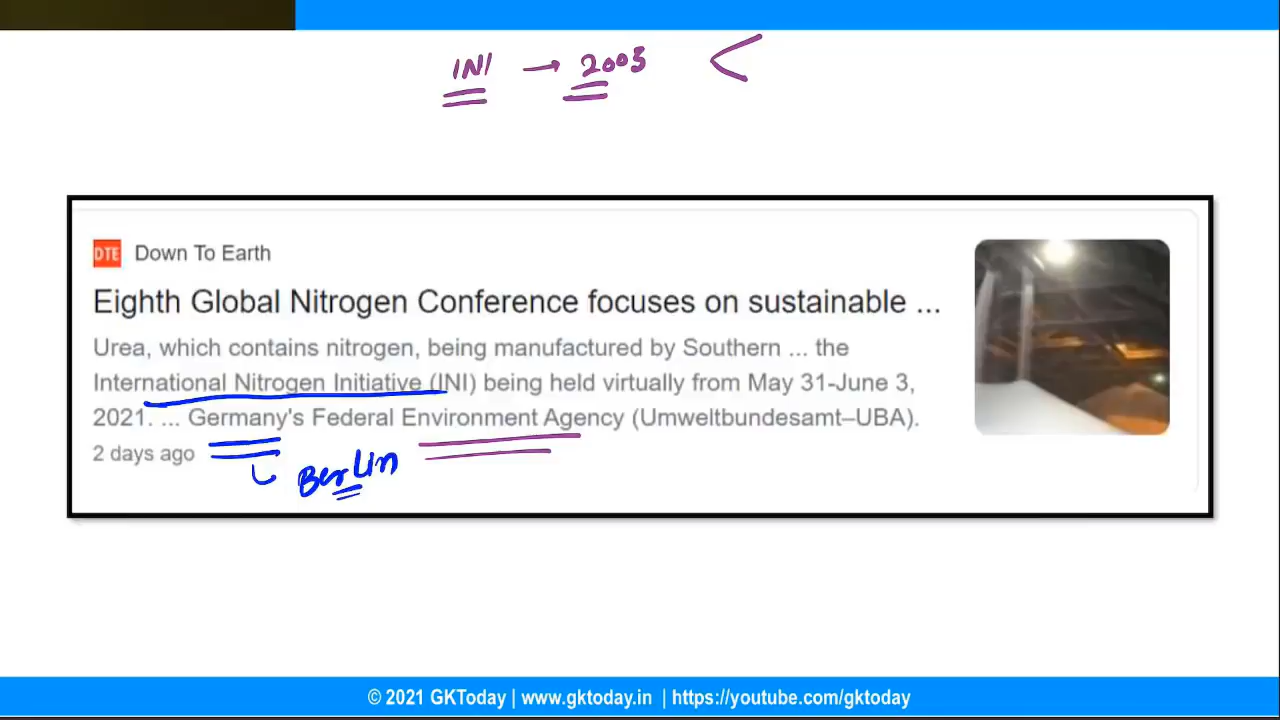 INI → 2003
DTE Down To Earth
Eighth Global Nitrogen Conference focuses on sustainable ...
Urea, which contains nitrogen, being manufactured by Southern ... the
International Nitrogen Initiative (INI) being held virtually from May 31-June 3,
2021. ... Germany's Federal Environment Agency (Umweltbundesamt–UBA).
2 days ago
Berlin
© 2021 GKToday | www.gktoday.in | https://youtube.com/gktoday